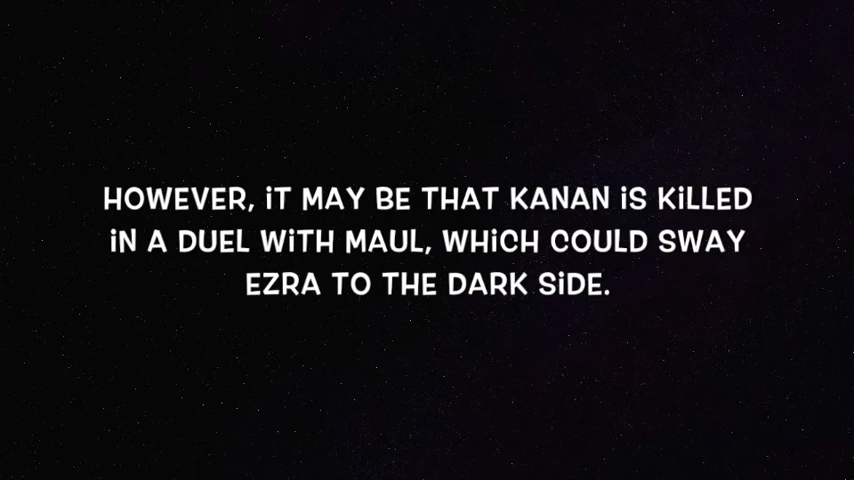 HOWEVER, iT MAY BE THAT KANAN iS KiLLED
iN A DUEL WiTH MAUL, WHiCH COULD SWAY
EZRA TO THE DARK SiDE.